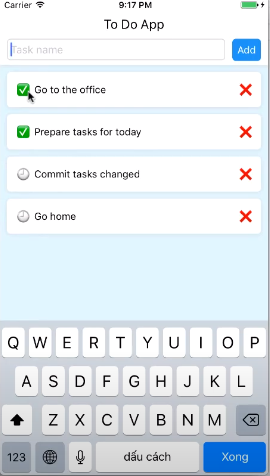 Carrier 9:17 PM
To Do App
Task name
Add
Go to the office
Prepare tasks for today
Commit tasks changed
Go home
Q W E R T Y U I O P
A S D F G H J K L
Z X C V B N M
123 dấu cách Xong